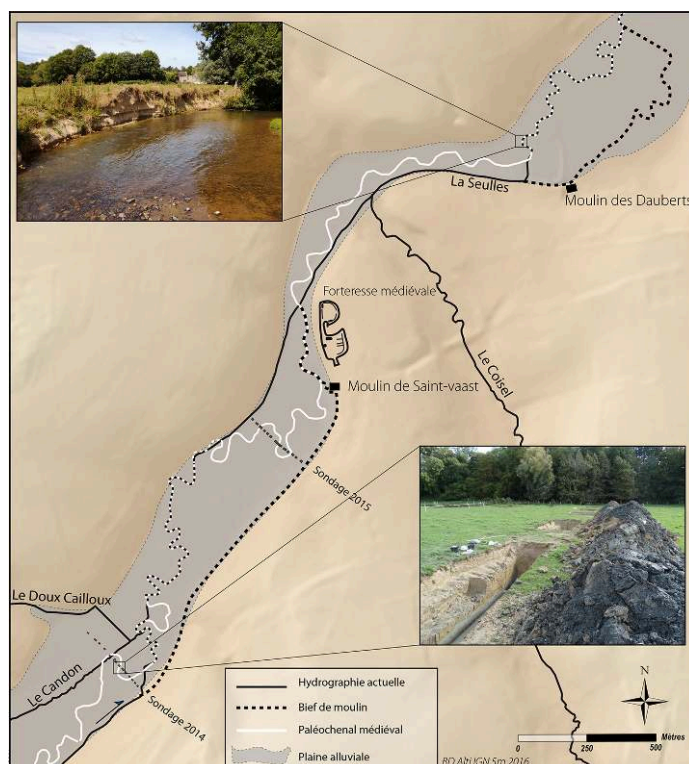 La Seulles
Moulin des Dauberts
Forteresse médiévale
Le Coisel
Moulin de Saint-vaast
Sondage 2015
Le Doux Cailloux
Le Candon
Sondage 2014
Hydrographie actuelle
Bief de moulin
Paléochenal médiéval
Plaine alluviale
N
Mètres
0 250 500
BD Alti IGN 5m 2016